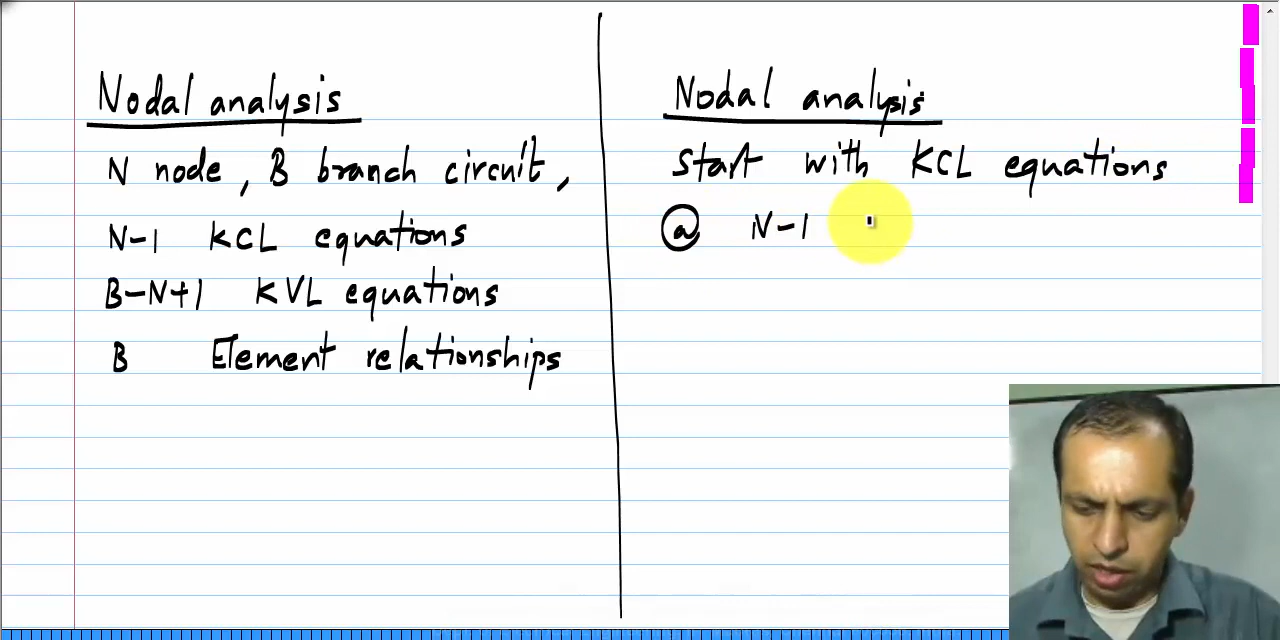 Nodal analysis
N node, B branch circuit,
N-1 KCL equations
B-N+1 KVL equations
B Element relationships
Nodal analysis
Start with KCL equations
@ N-1